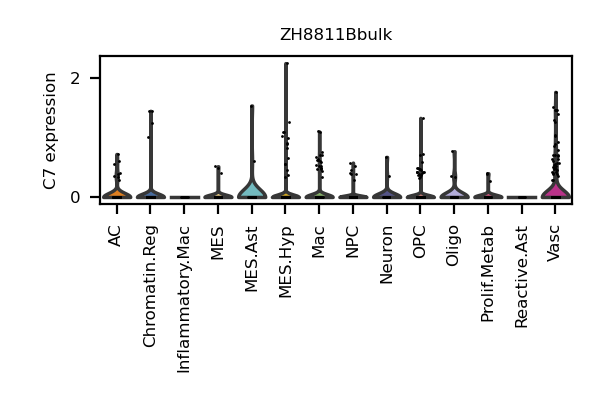 ZH8811Bbulk
C7 expression
2
0
AC
Chromatin.Reg
Inflammatory.Mac
MES
MES.Ast
MES.Hyp
Mac
NPC
Neuron
OPC
Oligo
Prolif.Metab
Reactive.Ast
Vasc